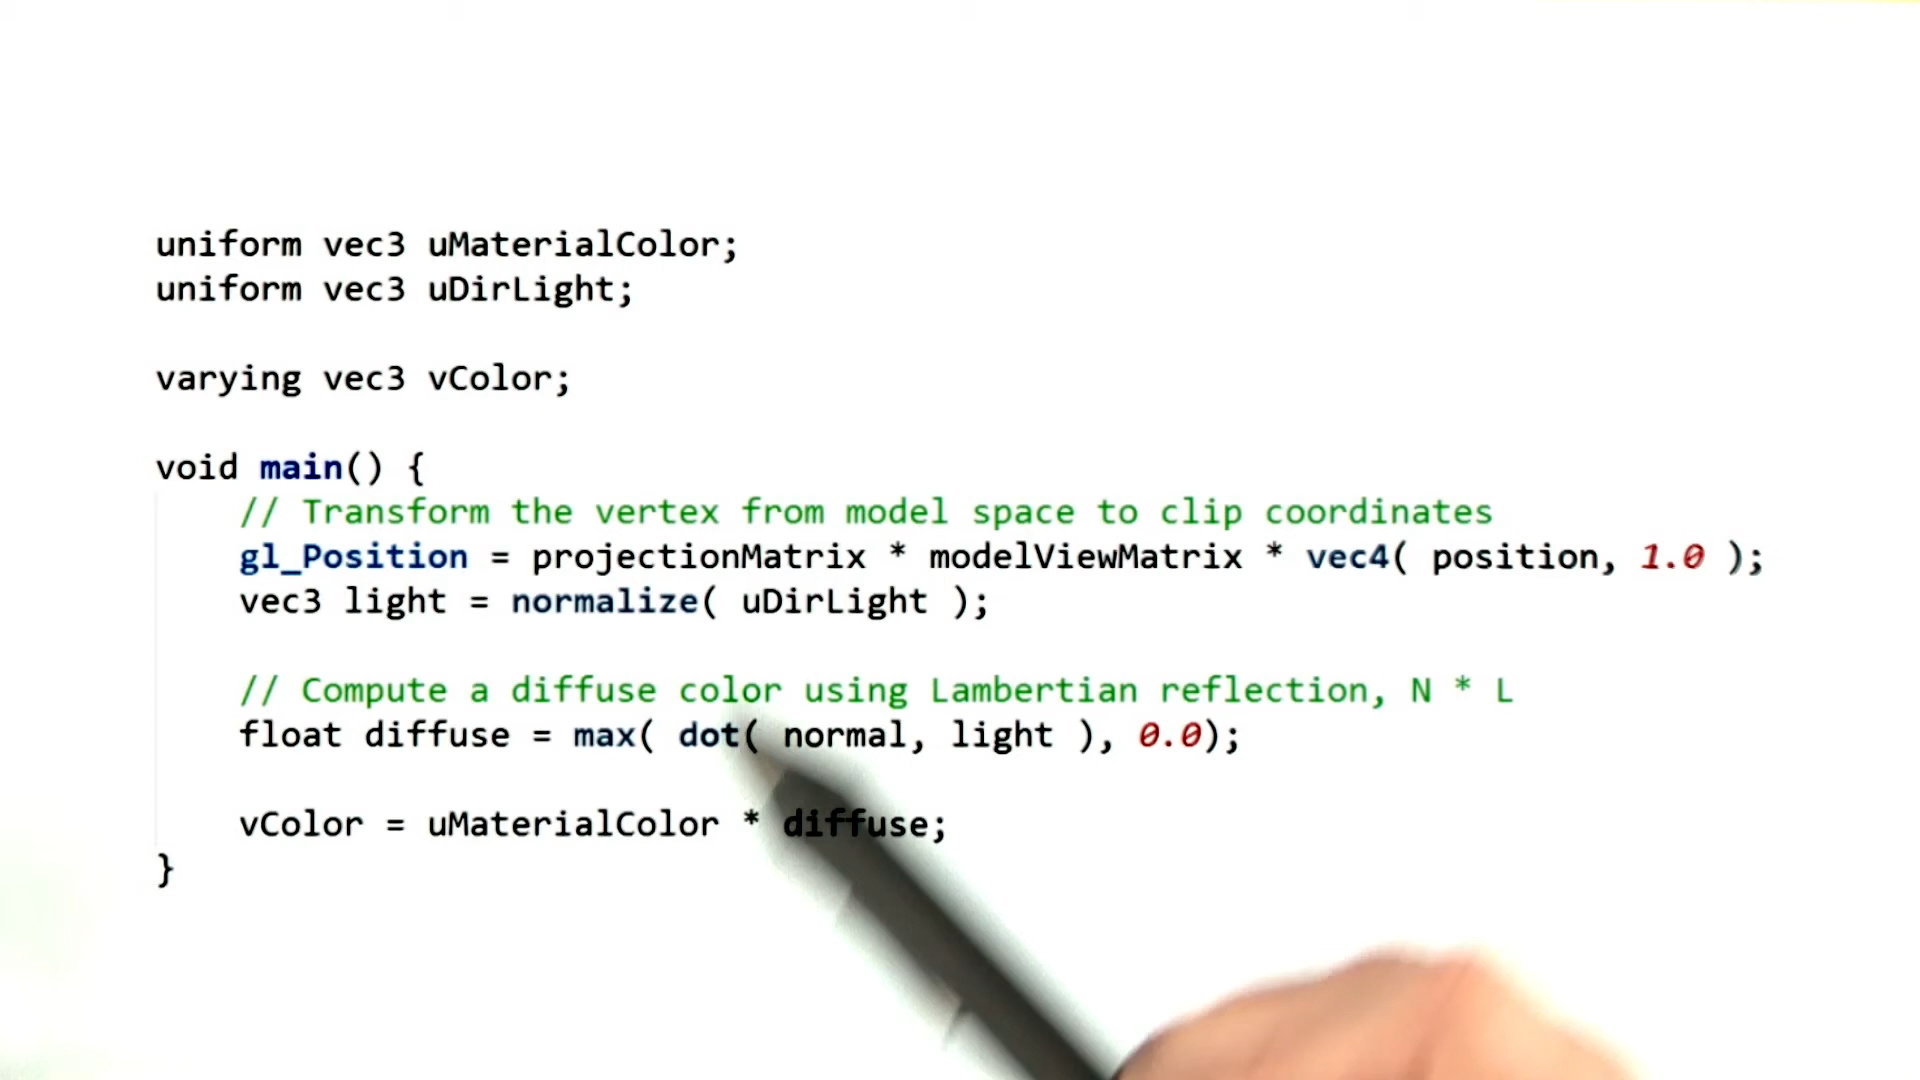 uniform vec3 uMaterialColor;
uniform vec3 uDirLight;
varying vec3 vColor;
void main() {
// Transform the vertex from model space to clip coordinates
gl_Position = projectionMatrix * modelViewMatrix * vec4( position, 1.0 );
vec3 light = normalize( uDirLight );
// Compute a diffuse color using Lambertian reflection, N * L
float diffuse = max( dot( normal, light ), 0.0);
vColor = uMaterialColor * diffuse;
}